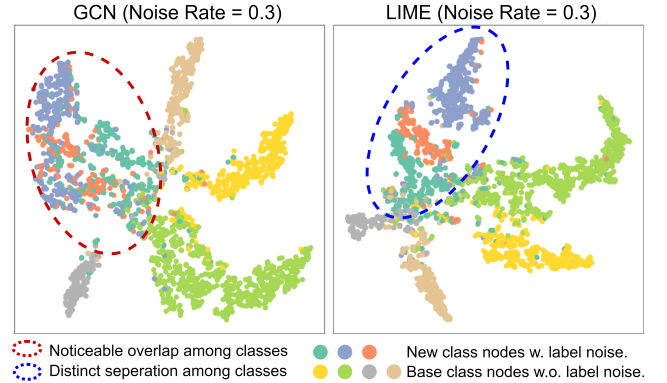 GCN (Noise Rate = 0.3)
LIME (Noise Rate = 0.3)
Noticeable overlap among classes
New class nodes w. label noise.
Distinct seperation among classes
Base class nodes w.o. label noise.